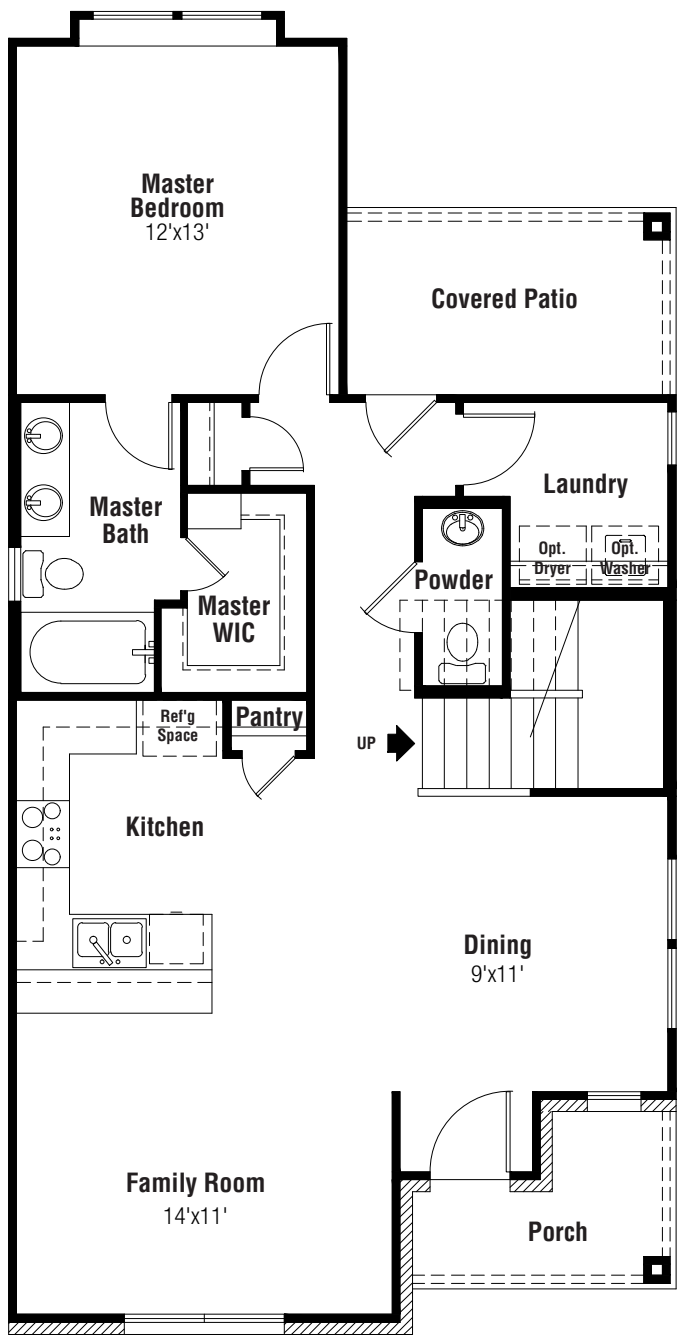 Master
Bedroom
12'x13'
Covered Patio
Master
Bath
Laundry
Opt.
Dryer
Opt.
Washer
Powder
Master
WIC
Ref'g
Space
Pantry
UP
Kitchen
Dining
9'x11'
Family Room
14'x11'
Porch